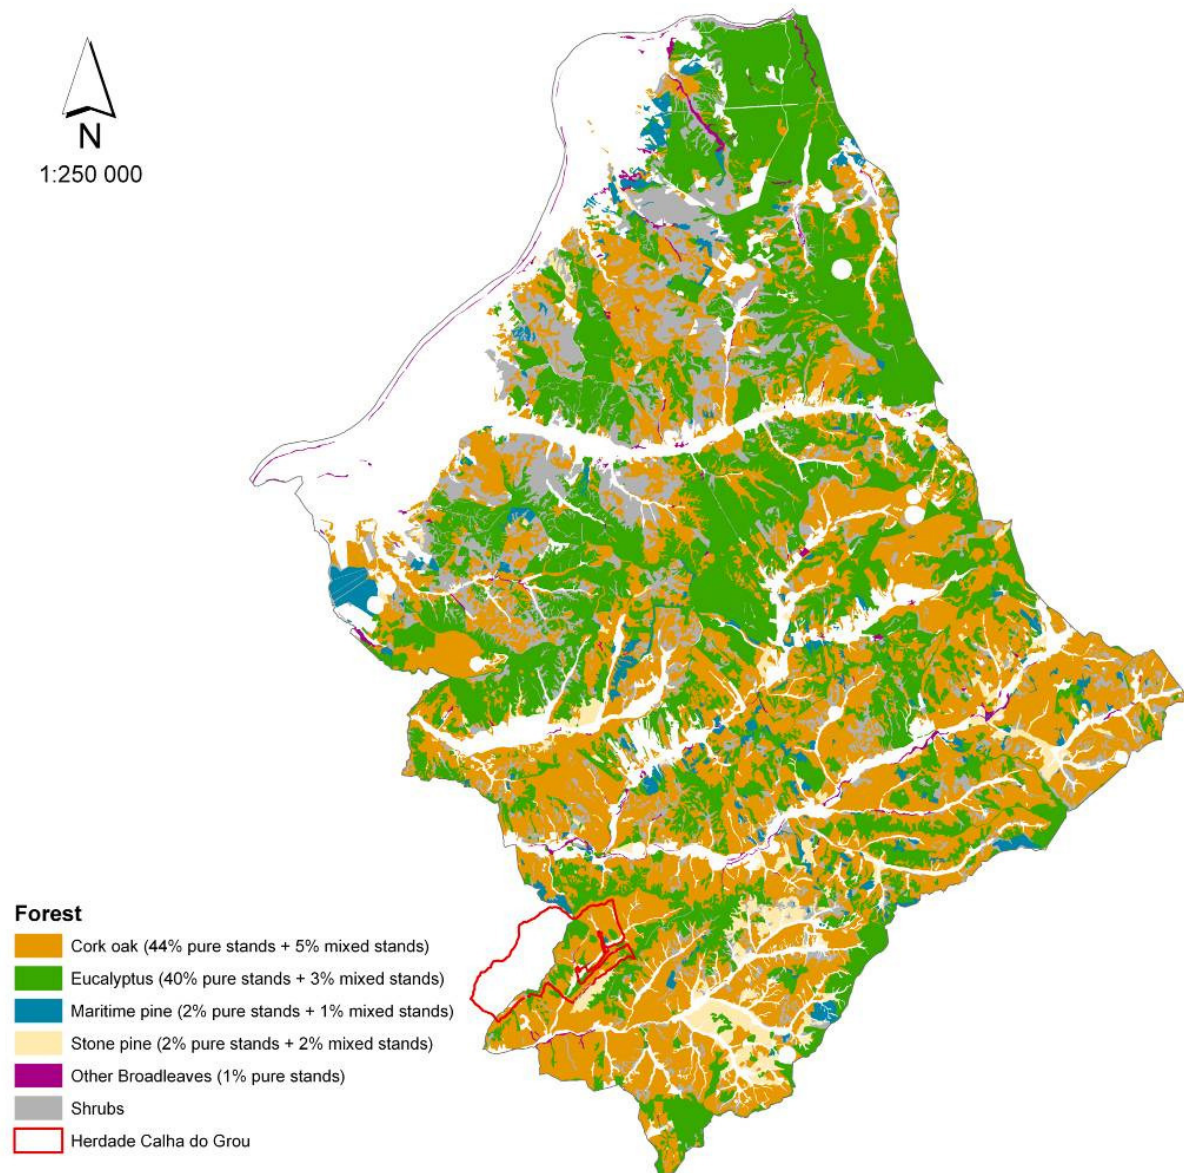 N
1:250 000
Forest
Cork oak (44% pure stands + 5% mixed stands)
Eucalyptus (40% pure stands + 3% mixed stands)
Maritime pine (2% pure stands + 1% mixed stands)
Stone pine (2% pure stands + 2% mixed stands)
Other Broadleaves (1% pure stands)
Shrubs
Herdade Calha do Grou